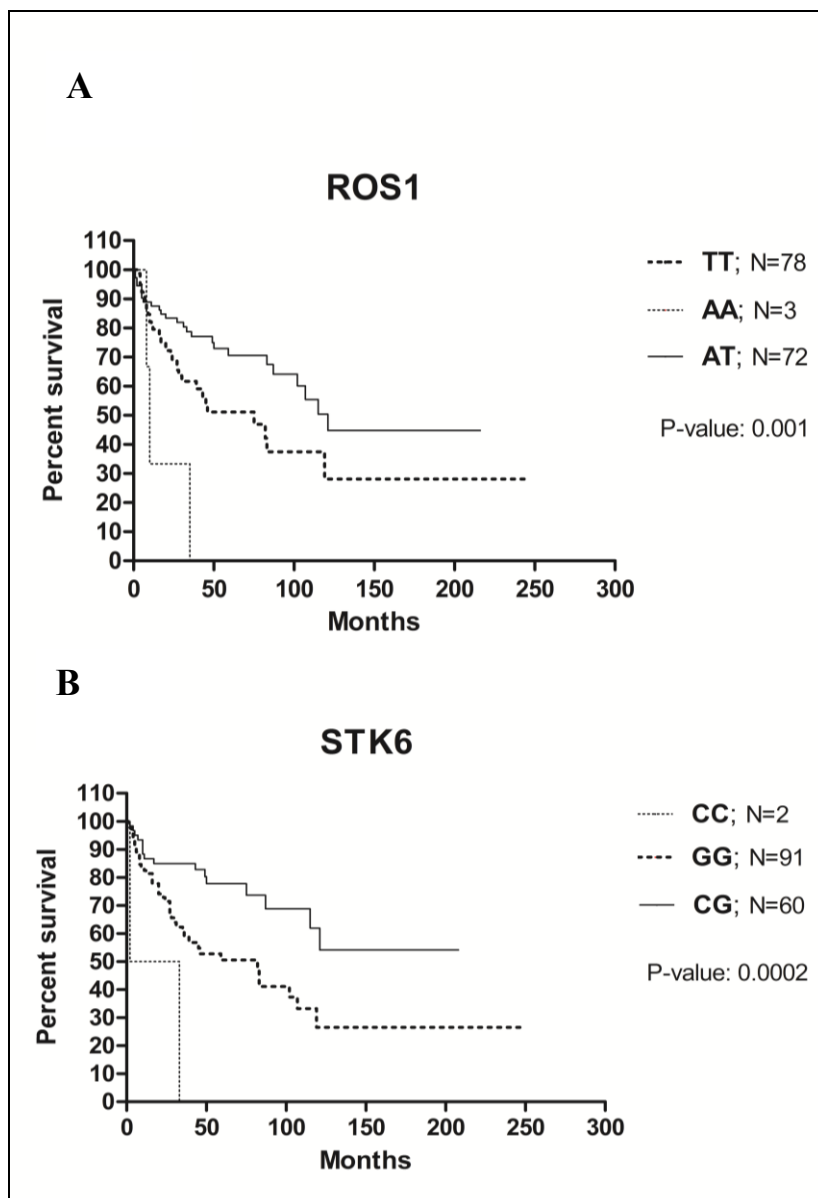 A
ROS1
110
100
90
80
70
60
50
40
30
20
10
0
Percent survival
0 50 100 150 200 250 300
Months
TT; N=78
AA; N=3
AT; N=72
P-value: 0.001
B
STK6
110
100
90
80
70
60
50
40
30
20
10
0
Percent survival
0 50 100 150 200 250 300
Months
CC; N=2
GG; N=91
CG; N=60
P-value: 0.0002